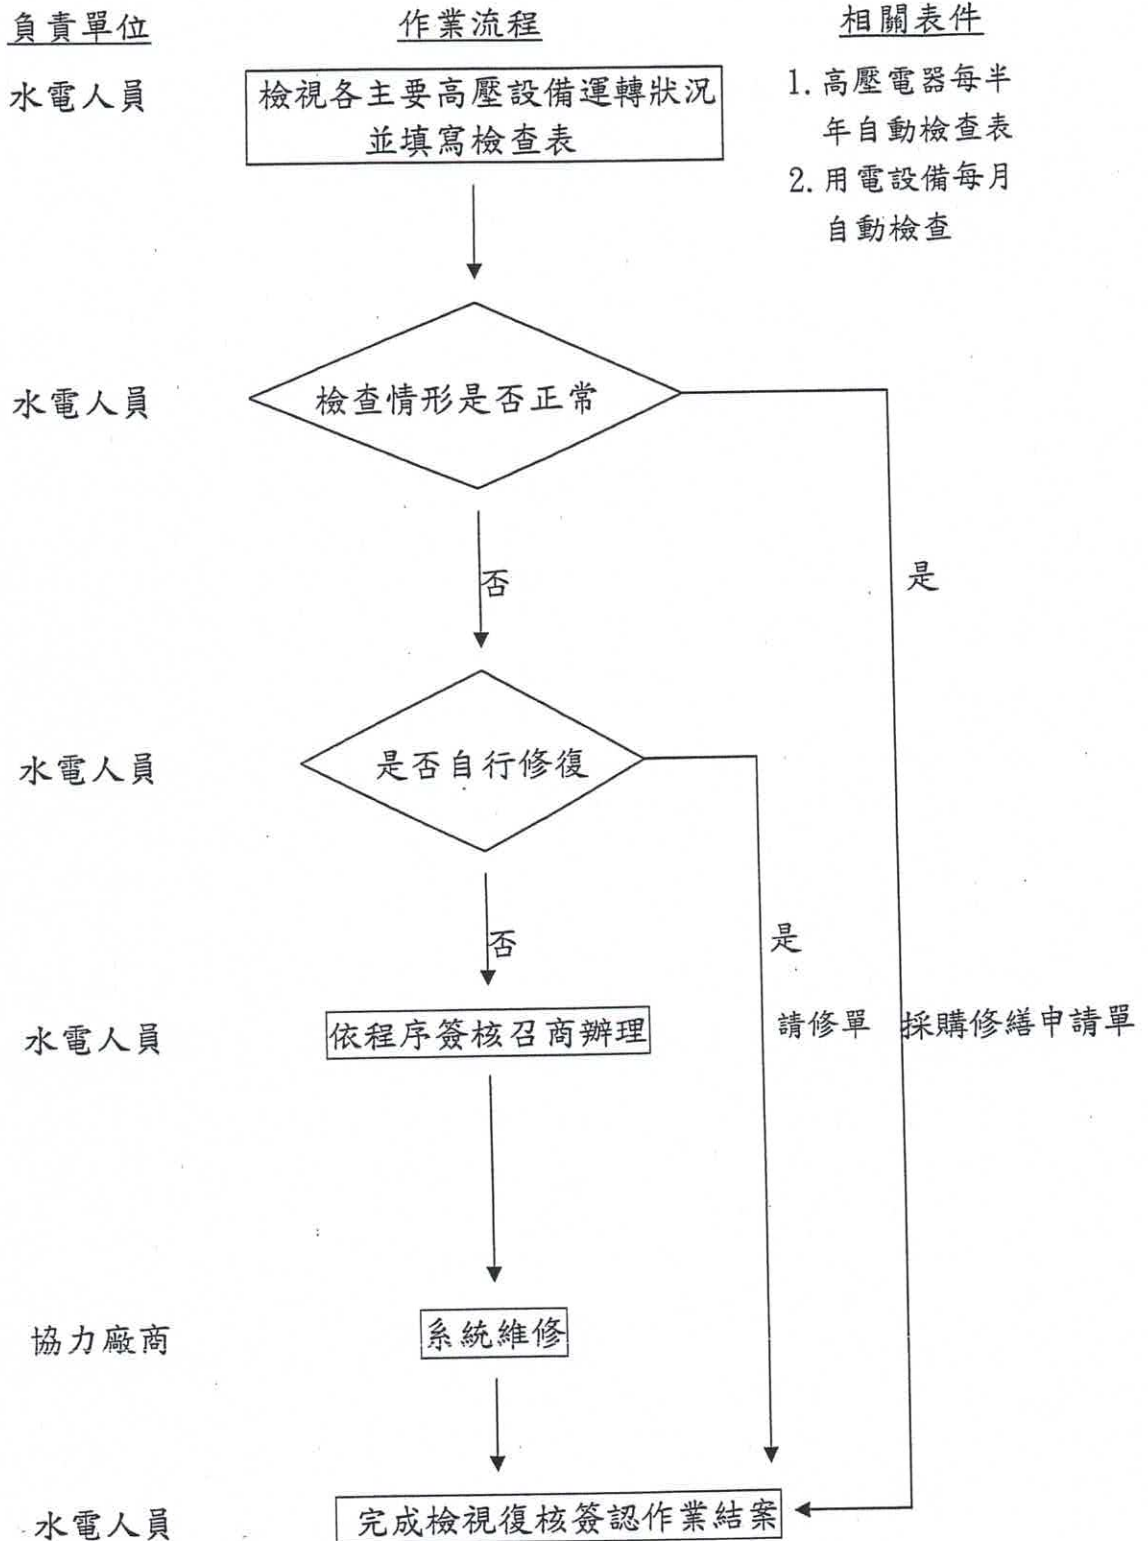 負責單位 作業流程 相關表件
水電人員
檢視各主要高壓設備運轉狀況
並填寫檢查表
1. 高壓電器每半
年自動檢查表
2. 用電設備每月
自動檢查
水電人員
檢查情形是否正常
否
是
水電人員
是否自行修復
否
是
水電人員
依程序簽核召商辦理
請修單 採購修繕申請單
協力廠商
系統維修
水電人員
完成檢視復核簽認作業結案